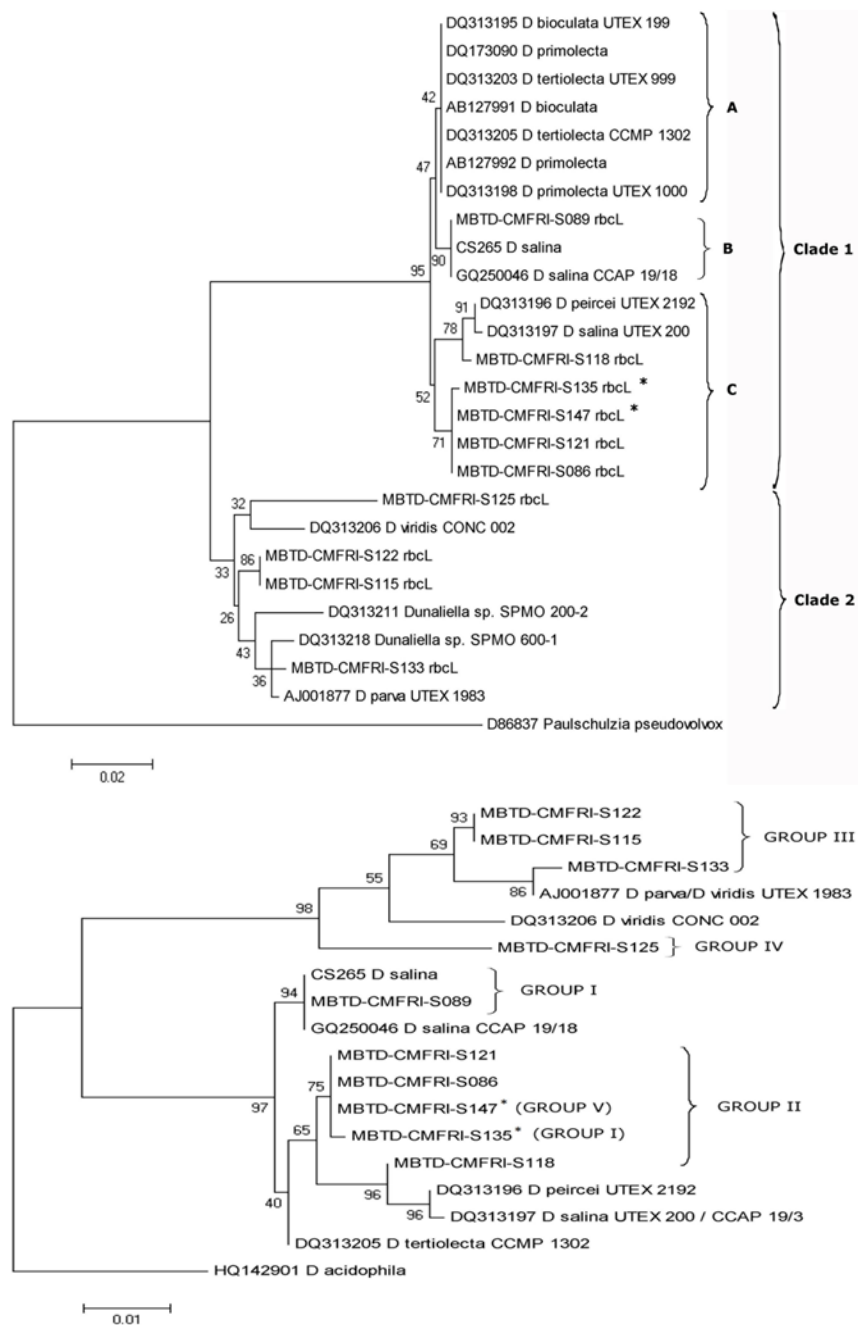 DQ313195 D bioculata UTEX 199
DQ173090 D primolecta
DQ313203 D tertiolecta UTEX 999
42
AB127991 D bioculata
A
DQ313205 D tertiolecta CCMP 1302
47
AB127992 D primolecta
DQ313198 D primolecta UTEX 1000
MBTD-CMFRI-S089 rbcL
CS265 D salina
B
Clade 1
95
90
GQ250046 D salina CCAP 19/18
DQ313196 D peircei UTEX 2192
91
78
DQ313197 D salina UTEX 200
MBTD-CMFRI-S118 rbcL
52
MBTD-CMFRI-S135 rbcL *
C
MBTD-CMFRI-S147 rbcL *
71
MBTD-CMFRI-S121 rbcL
MBTD-CMFRI-S086 rbcL
32
MBTD-CMFRI-S125 rbcL
DQ313206 D viridis CONC 002
33
86
MBTD-CMFRI-S122 rbcL
MBTD-CMFRI-S115 rbcL
Clade 2
26
DQ313211 Dunaliella sp. SPMO 200-2
43
DQ313218 Dunaliella sp. SPMO 600-1
36
MBTD-CMFRI-S133 rbcL
AJ001877 D parva UTEX 1983
D86837 Paulschulzia pseudovolvox
0.02
93
MBTD-CMFRI-S122
MBTD-CMFRI-S115
GROUP III
69
MBTD-CMFRI-S133
55
86
AJ001877 D parva/D viridis UTEX 1983
98
DQ313206 D viridis CONC 002
MBTD-CMFRI-S125
GROUP IV
CS265 D salina
94
MBTD-CMFRI-S089
GROUP I
GQ250046 D salina CCAP 19/18
MBTD-CMFRI-S121
75
MBTD-CMFRI-S086
97
MBTD-CMFRI-S147* (GROUP V)
GROUP II
65
MBTD-CMFRI-S135* (GROUP I)
MBTD-CMFRI-S118
40
96
DQ313196 D peircei UTEX 2192
96
DQ313197 D salina UTEX 200 / CCAP 19/3
DQ313205 D tertiolecta CCMP 1302
HQ142901 D acidophila
0.01